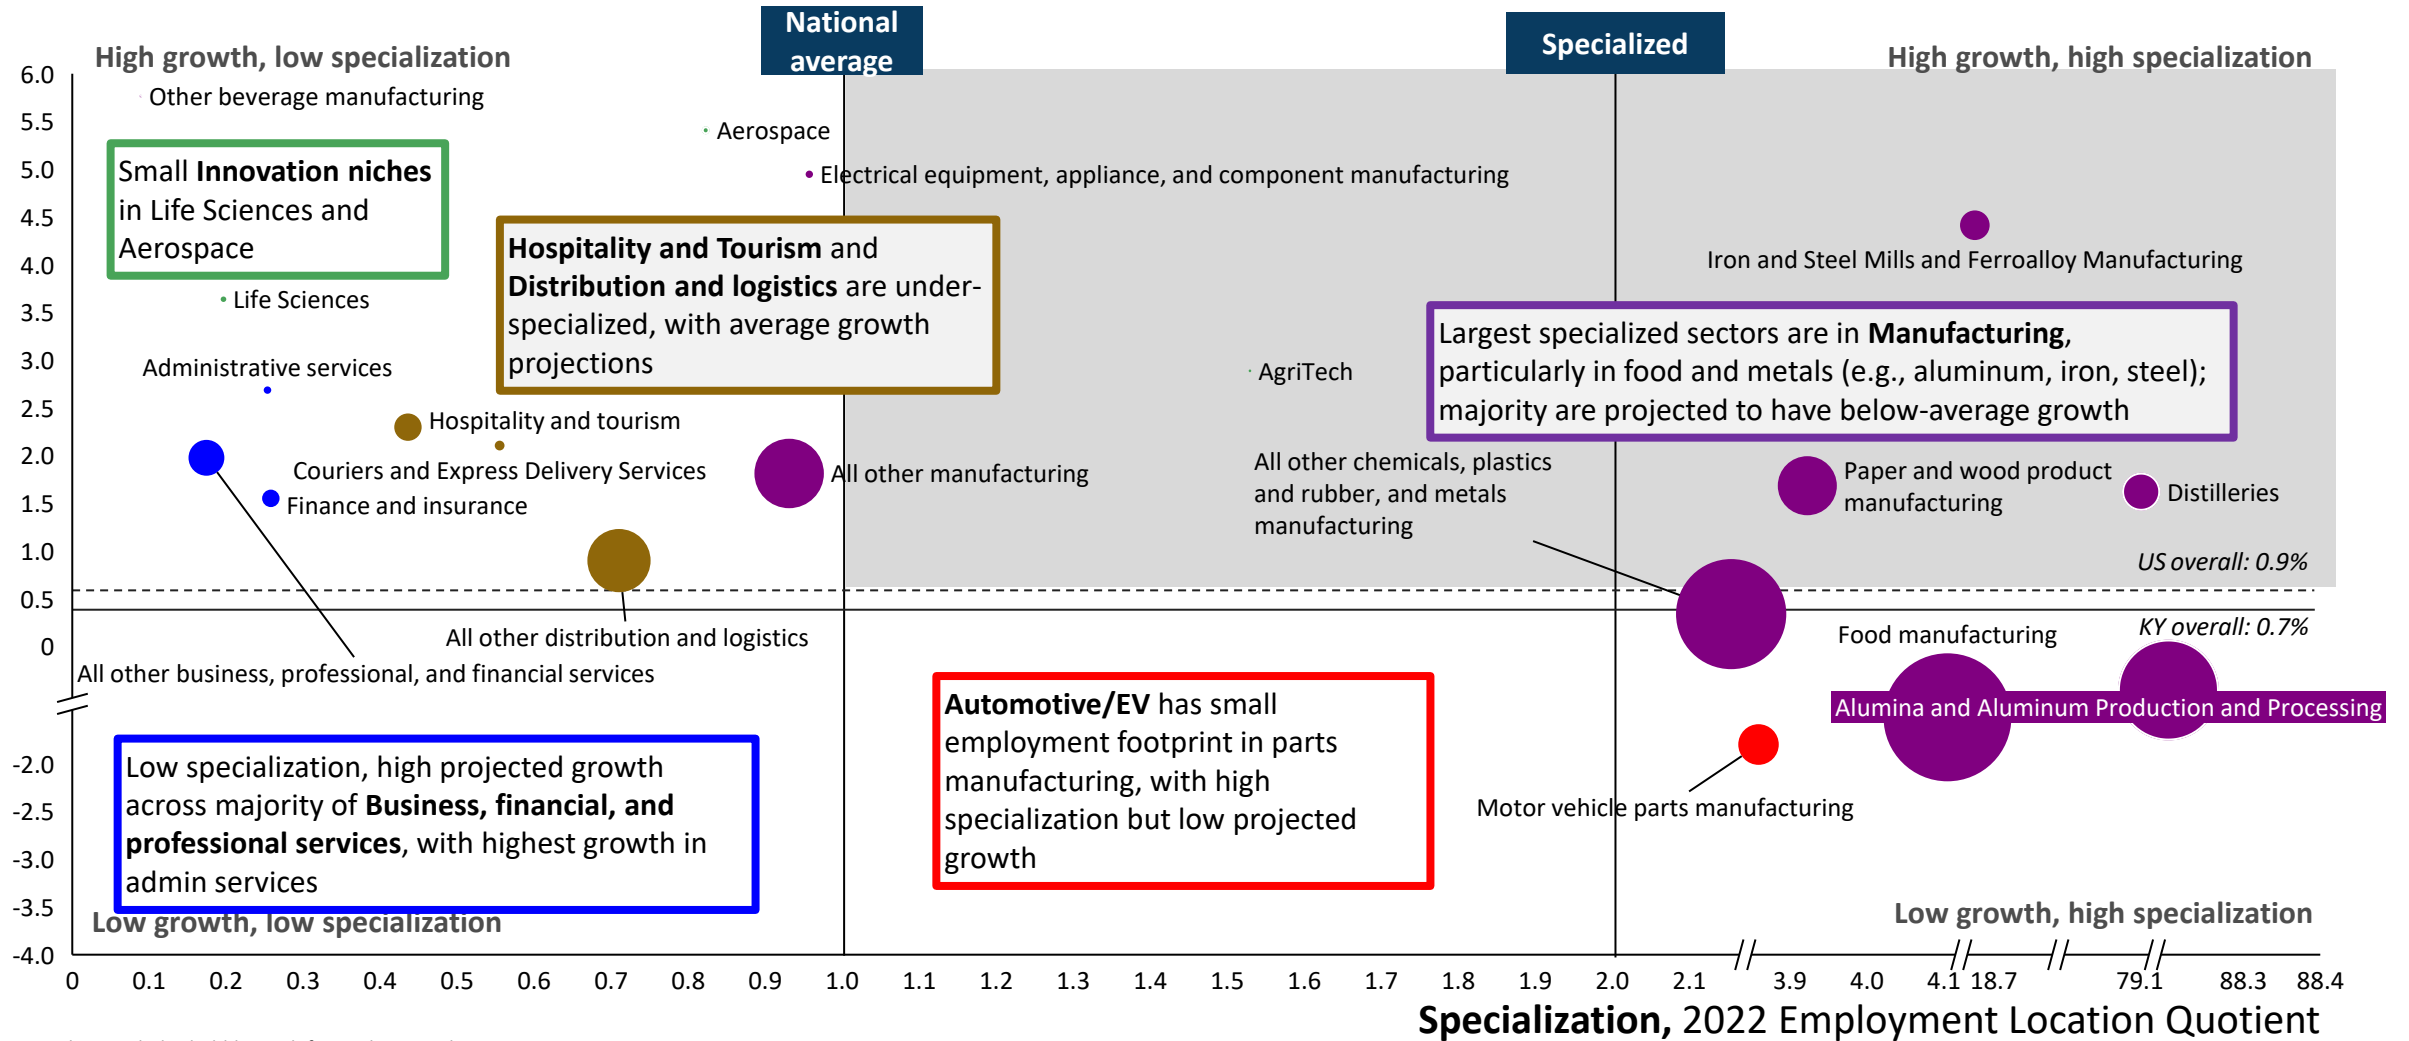 National
average
Specialized
High growth, low specialization
High growth, high specialization
6.0
5.5
5.0
4.5
4.0
3.5
3.0
2.5
2.0
1.5
1.0
0.5
0
-2.0
-2.5
-3.0
-3.5
-4.0
Other beverage manufacturing
Aerospace
Electrical equipment, appliance, and component manufacturing
Small Innovation niches
in Life Sciences and
Aerospace
Hospitality and Tourism and
Distribution and logistics are under-
specialized, with average growth
projections
Iron and Steel Mills and Ferroalloy Manufacturing
Life Sciences
Largest specialized sectors are in Manufacturing,
particularly in food and metals (e.g., aluminum, iron, steel);
majority are projected to have below-average growth
Administrative services
AgriTech
Hospitality and tourism
Couriers and Express Delivery Services
Finance and insurance
All other manufacturing
All other chemicals, plastics
and rubber, and metals
manufacturing
Paper and wood product
manufacturing
Distilleries
US overall: 0.9%
KY overall: 0.7%
All other distribution and logistics
All other business, professional, and financial services
Food manufacturing
Alumina and Aluminum Production and Processing
Automotive/EV has small
employment footprint in parts
manufacturing, with high
specialization but low projected
growth
Motor vehicle parts manufacturing
Low specialization, high projected growth
across majority of Business, financial, and
professional services, with highest growth in
admin services
Low growth, low specialization
Low growth, high specialization
0 0.1 0.2 0.3 0.4 0.5 0.6 0.7 0.8 0.9 1.0 1.1 1.2 1.3 1.4 1.5 1.6 1.7 1.8 1.9 2.0 2.1 3.9 4.0 4.1 18.7 79.1 88.3 88.4
Specialization, 2022 Employment Location Quotient